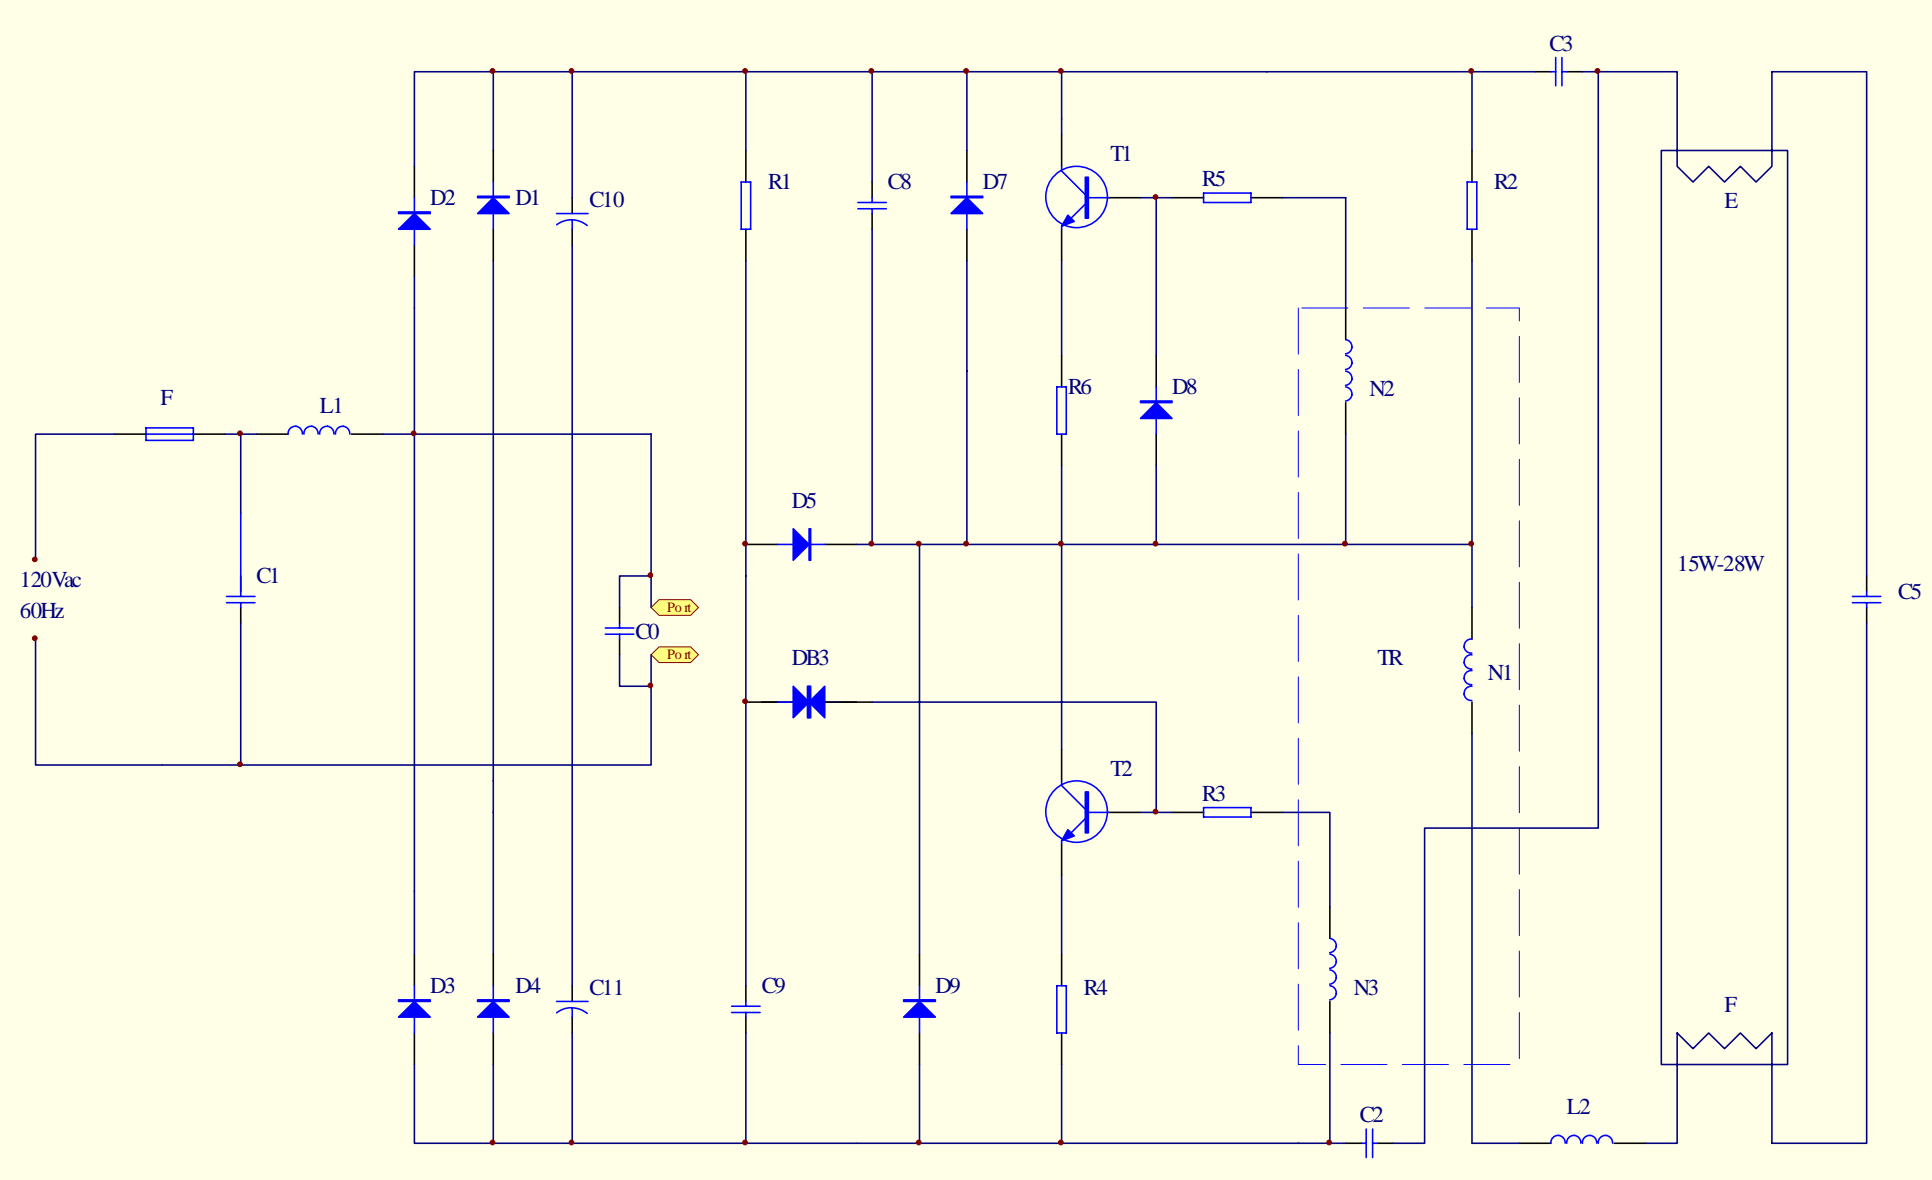 C3
T1
D2
D1
C10
R1
C8
D7
R5
R2
E
F
L1
R6
D8
N2
D5
120Vac
60Hz
C1
Port
C0
Port
DB3
TR
N1
15W-28W
C5
T2
R3
D3
D4
C11
C9
D9
R4
N3
F
C2
L2